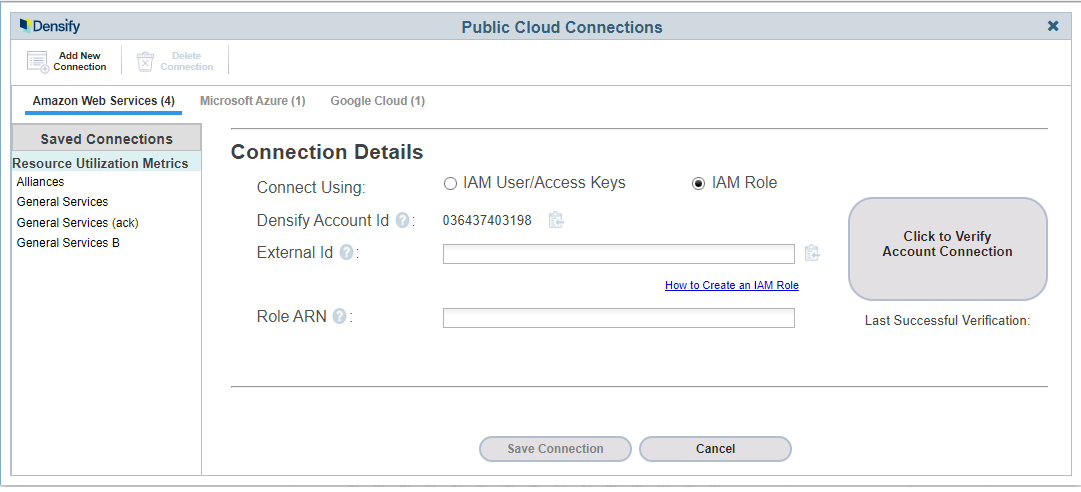 Densify
Public Cloud Connections
Add New
Connection
Delete
Connection
Amazon Web Services (4)
Microsoft Azure (1)
Google Cloud (1)
Saved Connections
Resource Utilization Metrics
Alliances
General Services
General Services (ack)
General Services B
Connection Details
Connect Using:
IAM User/Access Keys
IAM Role
Densify Account Id ? :
036437403198
External Id ? :
How to Create an IAM Role
Role ARN ? :
Click to Verify
Account Connection
Last Successful Verification:
Save Connection
Cancel